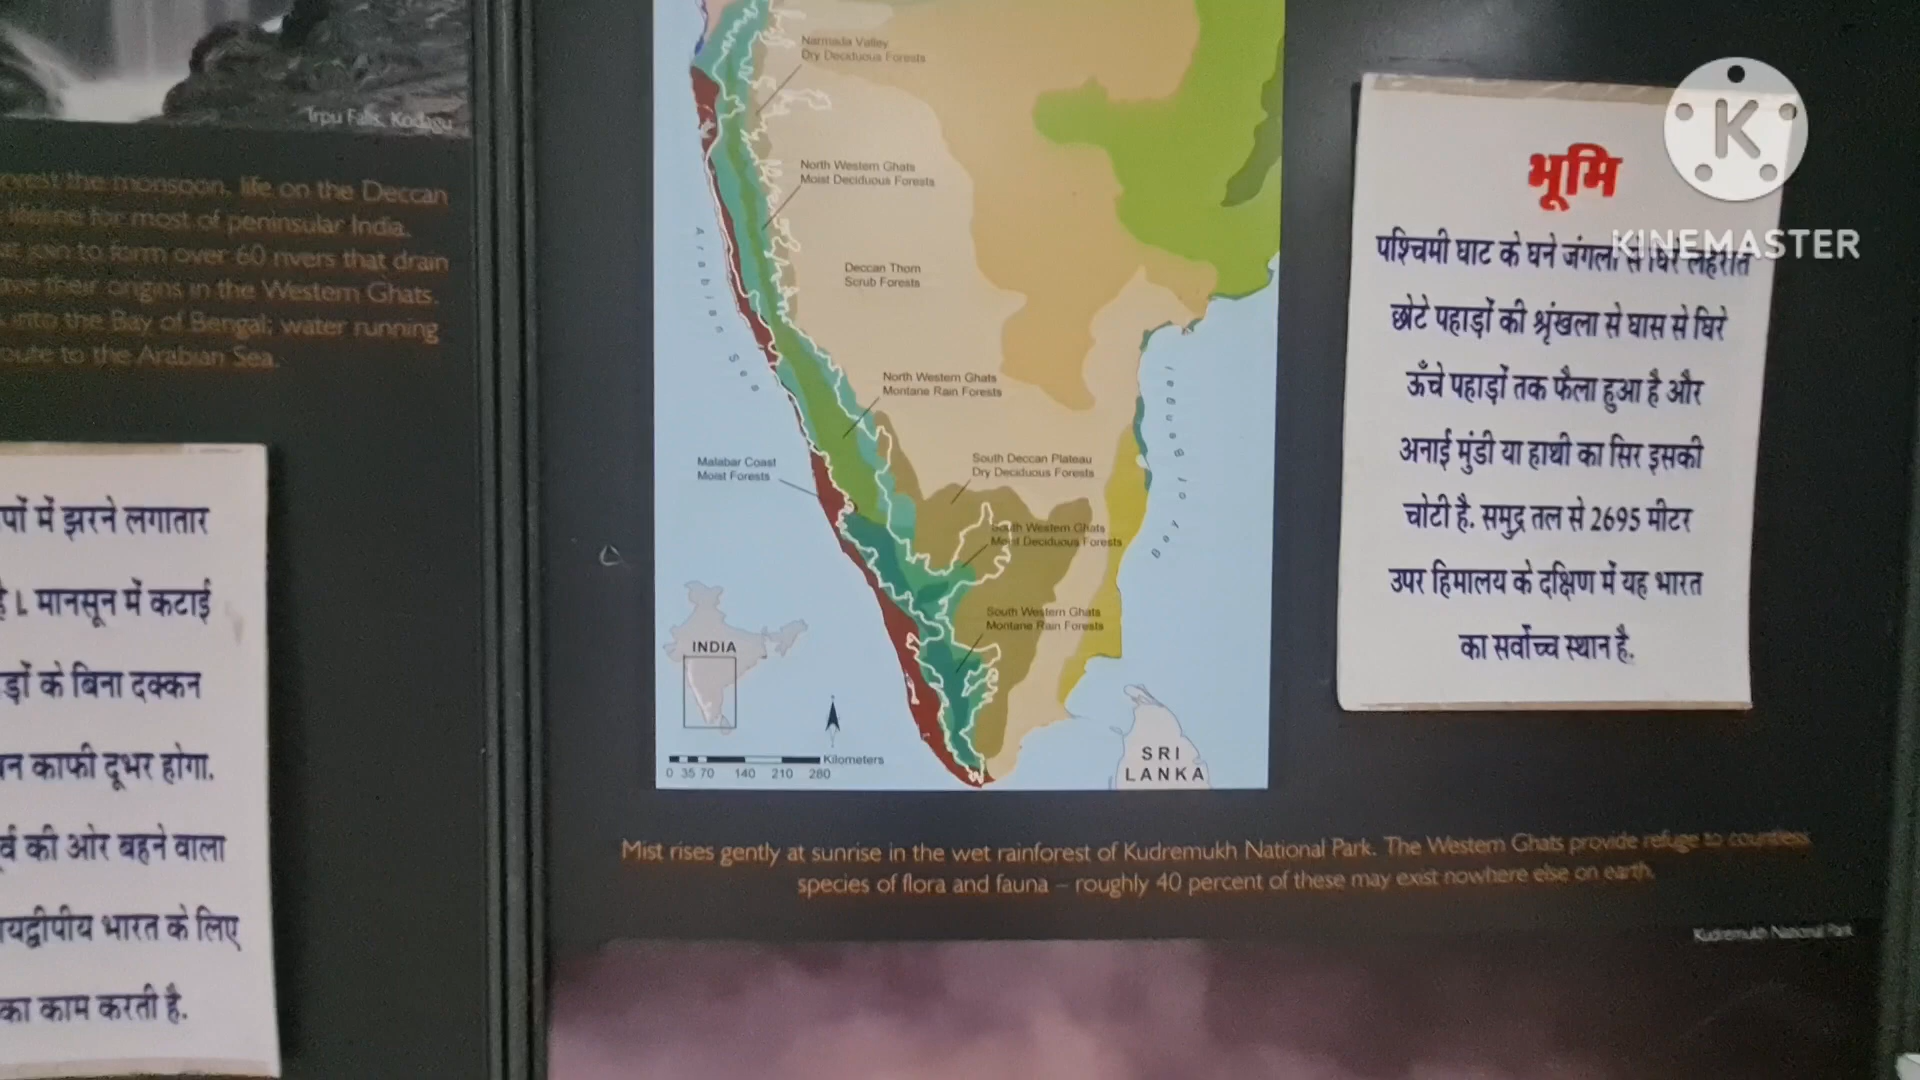 Irpu Falls, Kodagu
the monsoon, life on the Deccan
lifeline for most of peninsular India.
join to form over 60 rivers that drain
their origins in the Western Ghats.
into the Bay of Bengal; water running
route to the Arabian Sea.
में झरने लगातार
मानसून में कटाई
के बिना दक्कन
काफी दूभर होगा.
की ओर बहने वाला
भारत के लिए
का काम करती है.
Narmada Valley
Dry Deciduous Forests
North Western Ghats
Moist Deciduous Forests
Deccan Thorn
Scrub Forests
Arabian Sea
North Western Ghats
Montane Rain Forests
Malabar Coast
Moist Forests
South Deccan Plateau
Dry Deciduous Forests
South Western Ghats
Moist Deciduous Forests
South Western Ghats
Montane Rain Forests
Bay of Bengal
INDIA
Kilometers
0 35 70 140 210 280
SRI
LANKA
Mist rises gently at sunrise in the wet rainforest of Kudremukh National Park. The Western Ghats provide refuge to countless
species of flora and fauna – roughly 40 percent of these may exist nowhere else on earth.
Kudremukh National Park
K
KINEMASTER
भूमि
पश्चिमी घाट के घने जंगलों से घिरे लहराते
छोटे पहाड़ों की श्रृंखला से घास से घिरे
ऊँचे पहाड़ों तक फैला हुआ है और
अनाई मुंडी या हाथी का सिर इसकी
चोटी है. समुद्र तल से 2695 मीटर
उपर हिमालय के दक्षिण में यह भारत
का सर्वोच्च स्थान है.